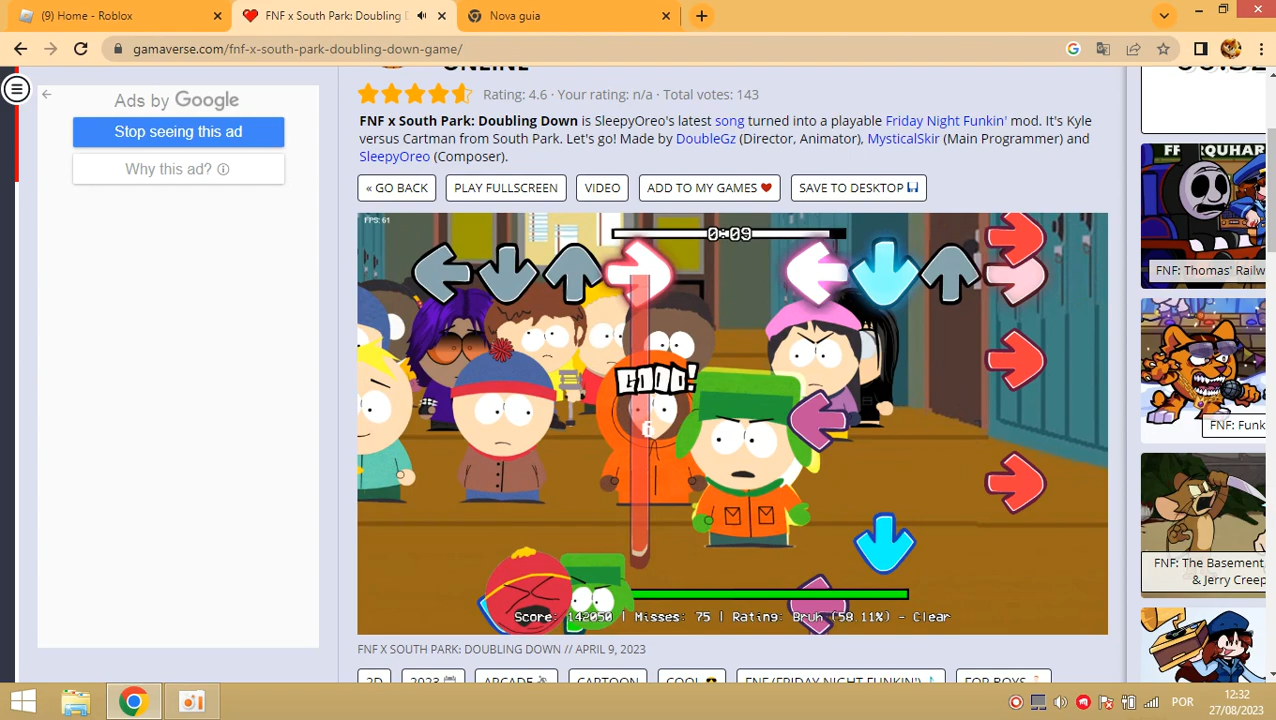 (9) Home - Roblox
FNF x South Park: Doubling D
Nova guia
gamaverse.com/fnf-x-south-park-doubling-down-game/
ONLINE
Ads by Google
Stop seeing this ad
Why this ad?
Rating: 4.6 · Your rating: n/a · Total votes: 143
FNF x South Park: Doubling Down is SleepyOreo's latest song turned into a playable Friday Night Funkin' mod. It's Kyle
versus Cartman from South Park. Let's go! Made by DoubleGz (Director, Animator), MysticalSkir (Main Programmer) and
SleepyOreo (Composer).
« GO BACK
PLAY FULLSCREEN
VIDEO
ADD TO MY GAMES
SAVE TO DESKTOP
FPS: 61
0:09
GOOD!
6
Score: 142050 | Misses: 75 | Rating: Bruh (58.11%) - Clear
FNF X SOUTH PARK: DOUBLING DOWN // APRIL 9, 2023
2D
2023
ARCADE
CARTOON
COOL
FNF (FRIDAY NIGHT FUNKIN')
FOR BOYS
FNF: Thomas' Railw
FNF: Funk
FNF: The Basement,
& Jerry Creep
POR
12:32
27/08/2023